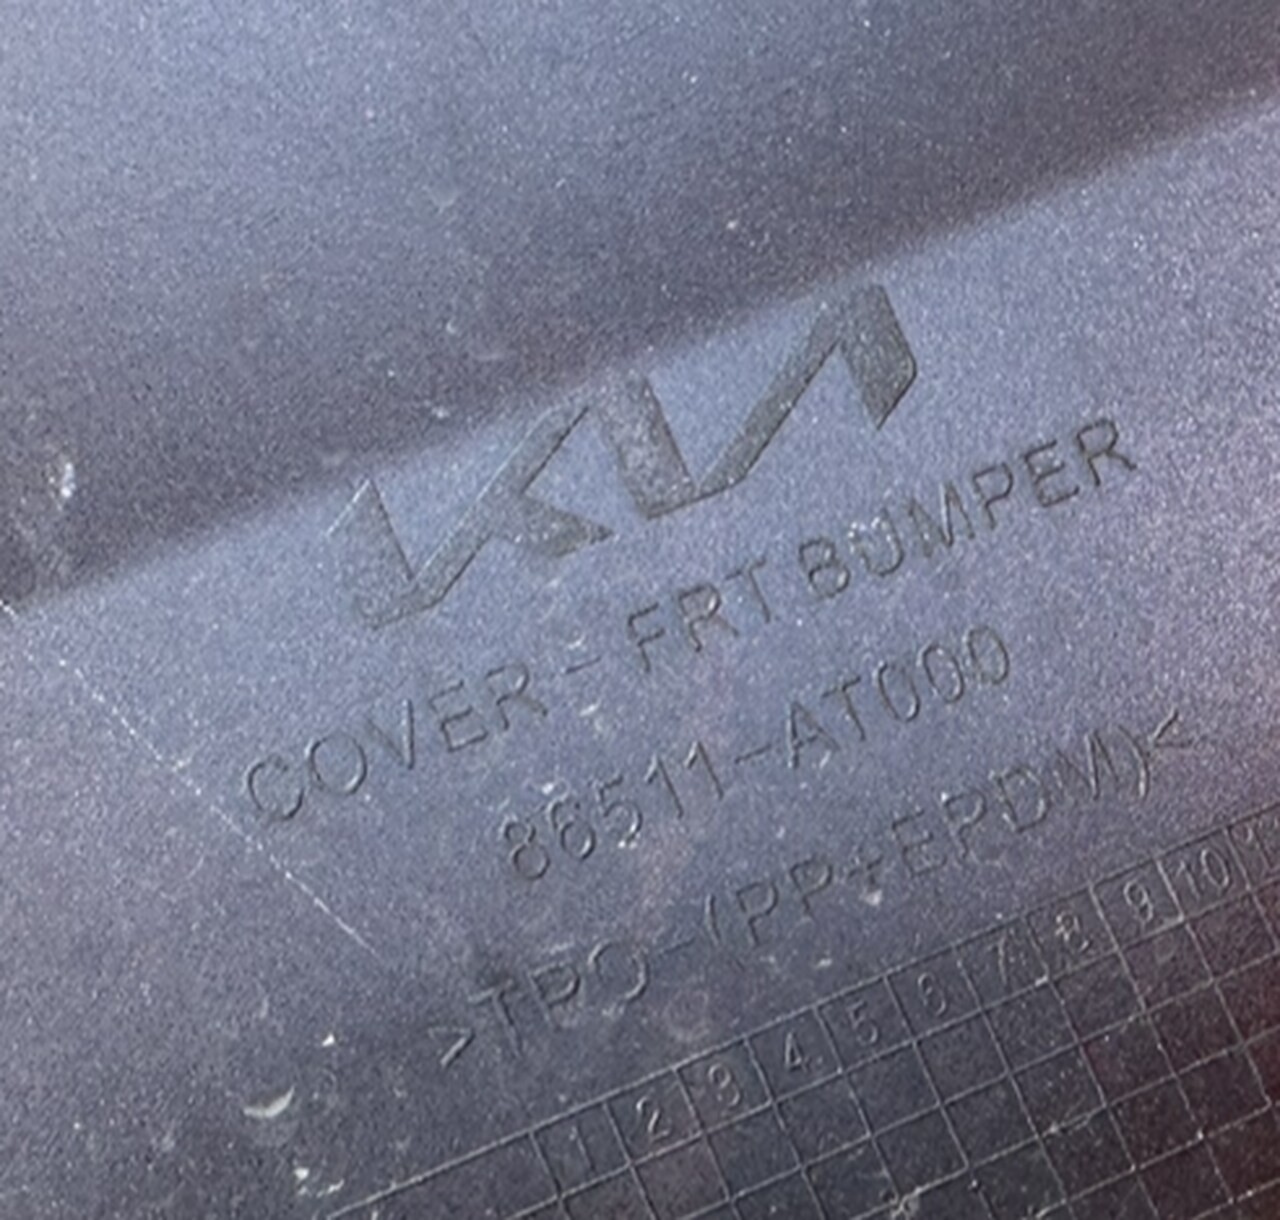 KIA
COVER - FRT BUMPER
86511-AT000
>TPO-(PP+EPDM)<
1 2 3 4 5 6 7 8 9 10